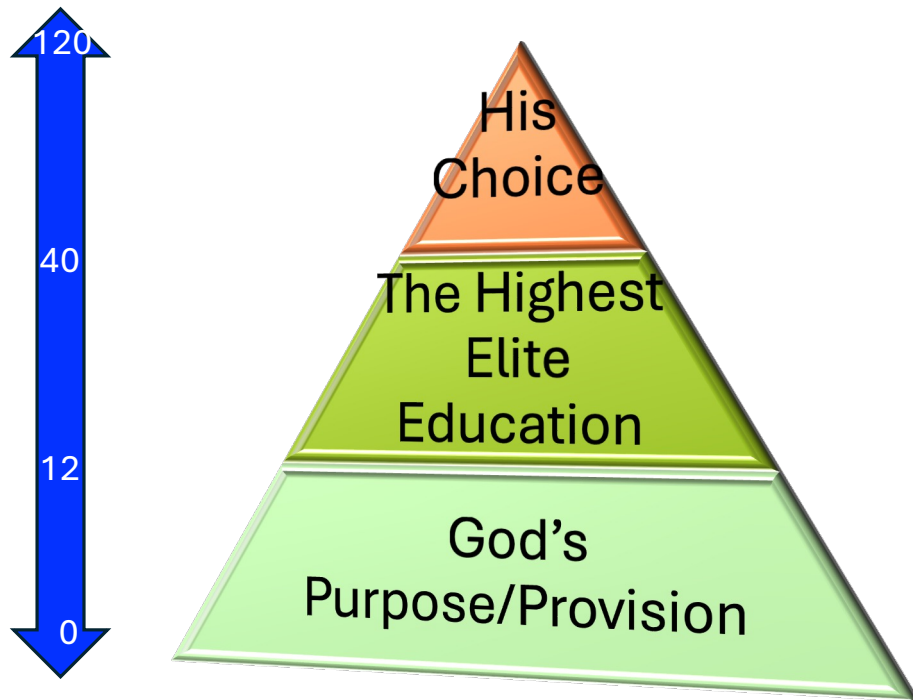 120
40
12
0
His
Choice
The Highest
Elite
Education
God’s
Purpose/Provision